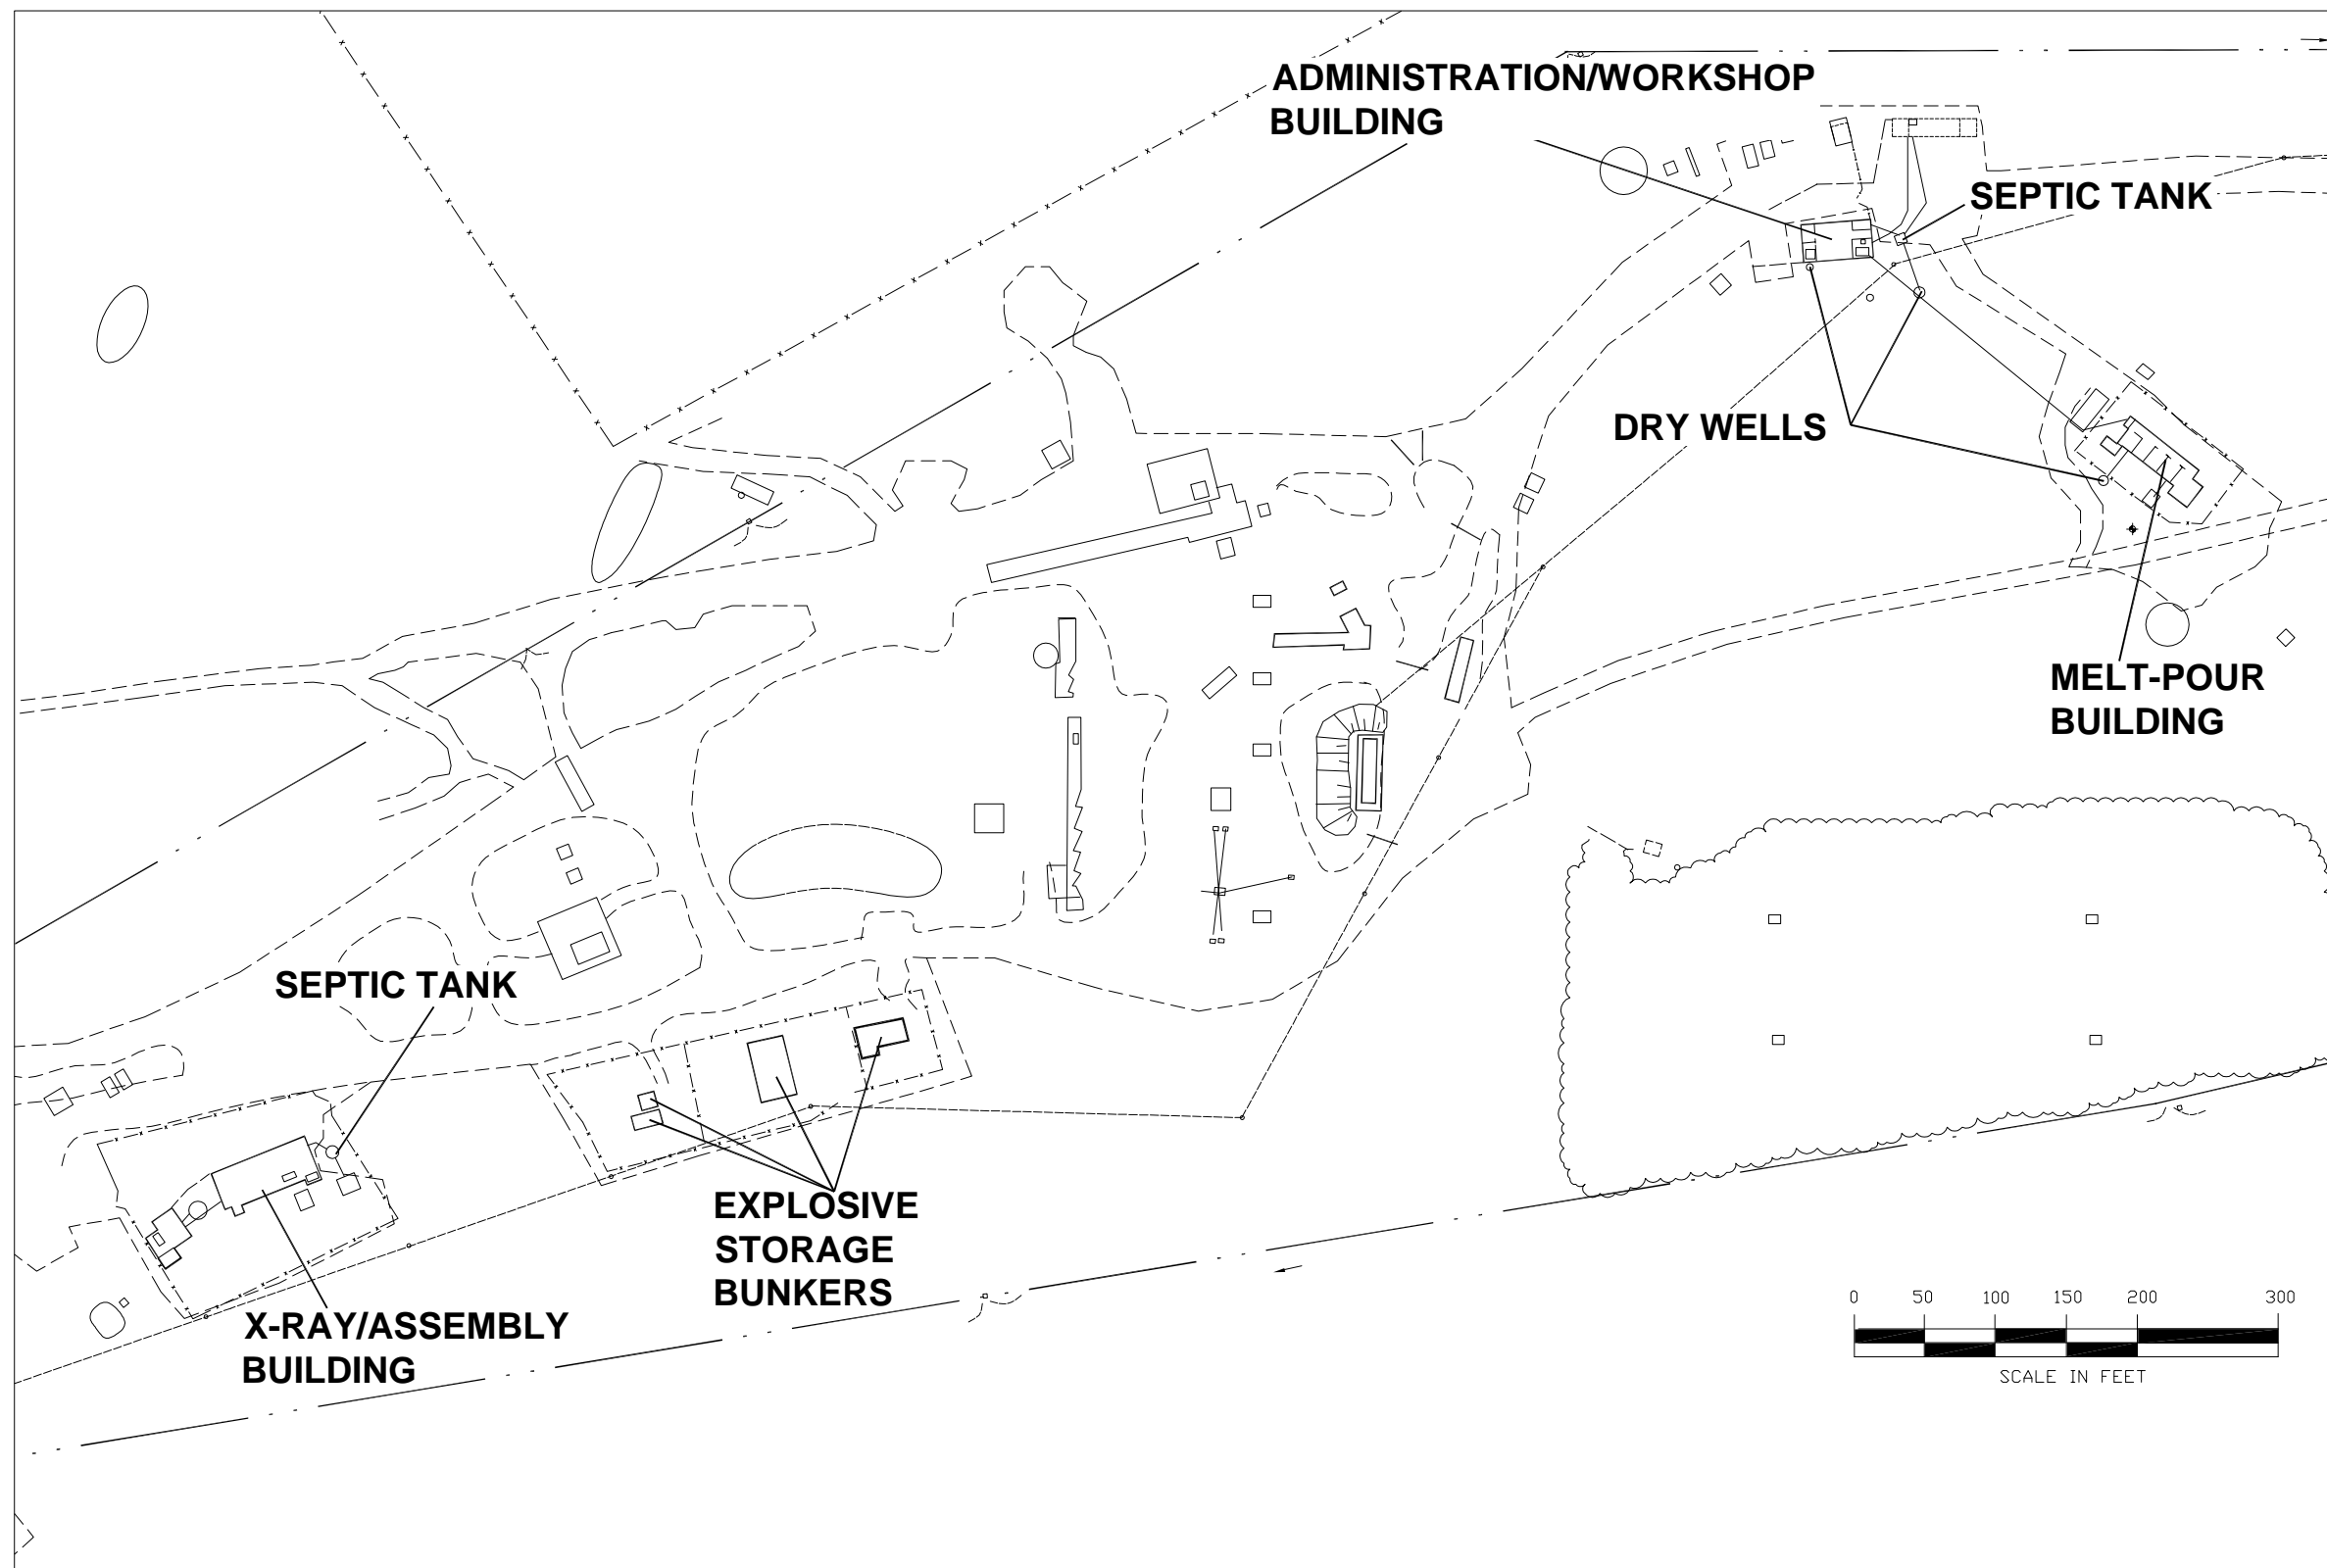 ADMINISTRATION/WORKSHOP
BUILDING
SEPTIC TANK
DRY WELLS
MELT-POUR
BUILDING
SEPTIC TANK
EXPLOSIVE
STORAGE
BUNKERS
X-RAY/ASSEMBLY
BUILDING
0 50 100 150 200 300
SCALE IN FEET